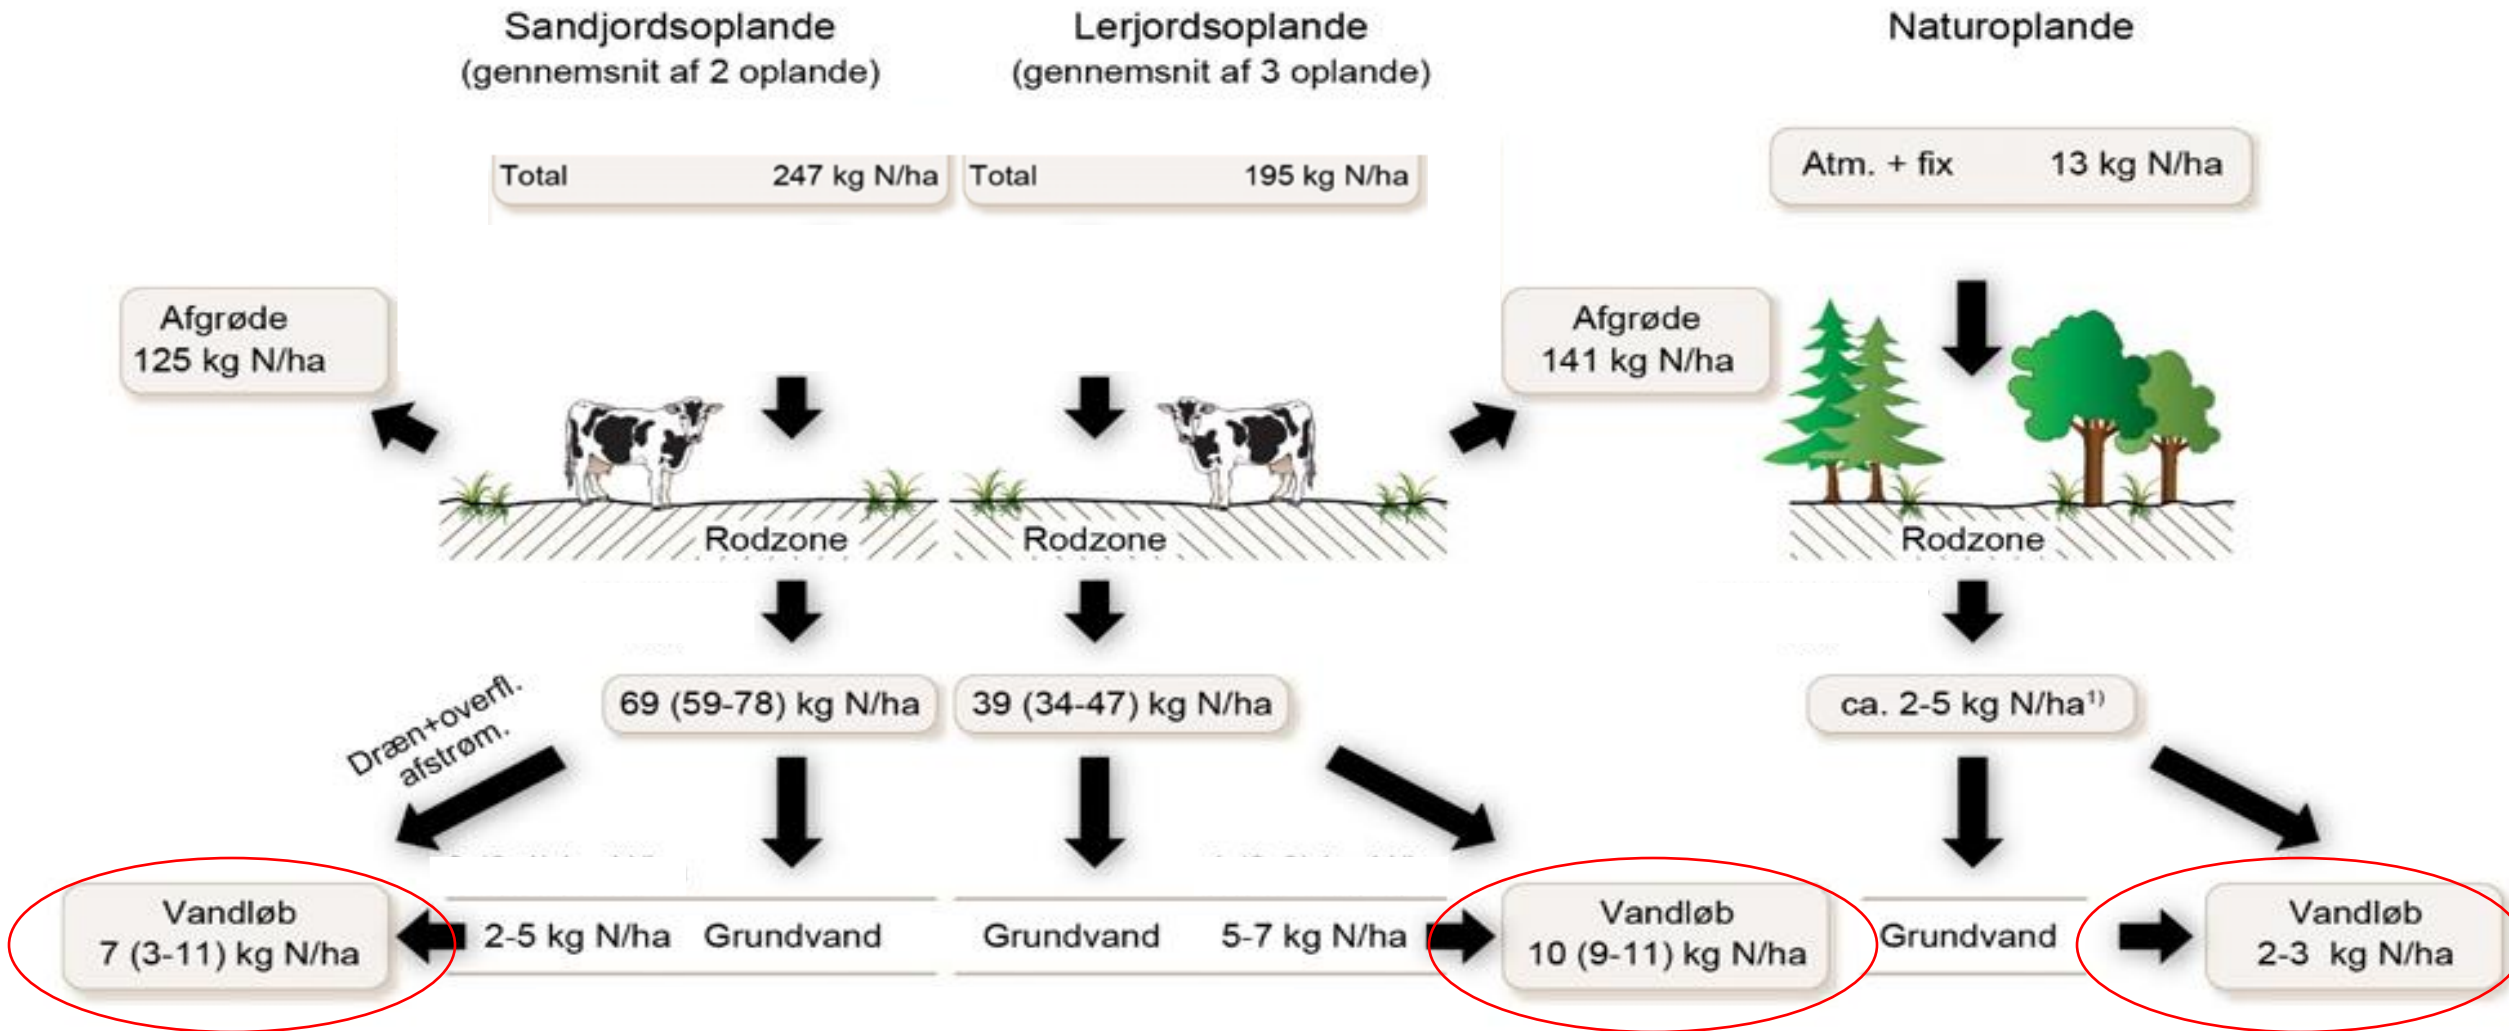 Sandjordsoplande
(gennemsnit af 2 oplande)
Lerjordsoplande
(gennemsnit af 3 oplande)
Naturoplande
Total 247 kg N/ha
Total 195 kg N/ha
Atm. + fix 13 kg N/ha
Afgrøde
125 kg N/ha
Afgrøde
141 kg N/ha
Rodzone
Rodzone
Rodzone
69 (59-78) kg N/ha
39 (34-47) kg N/ha
ca. 2-5 kg N/ha¹⁾
Dræn+overfl.
afstrøm.
Vandløb
7 (3-11) kg N/ha
2-5 kg N/ha
Grundvand
Grundvand
5-7 kg N/ha
Vandløb
10 (9-11) kg N/ha
Grundvand
Vandløb
2-3 kg N/ha